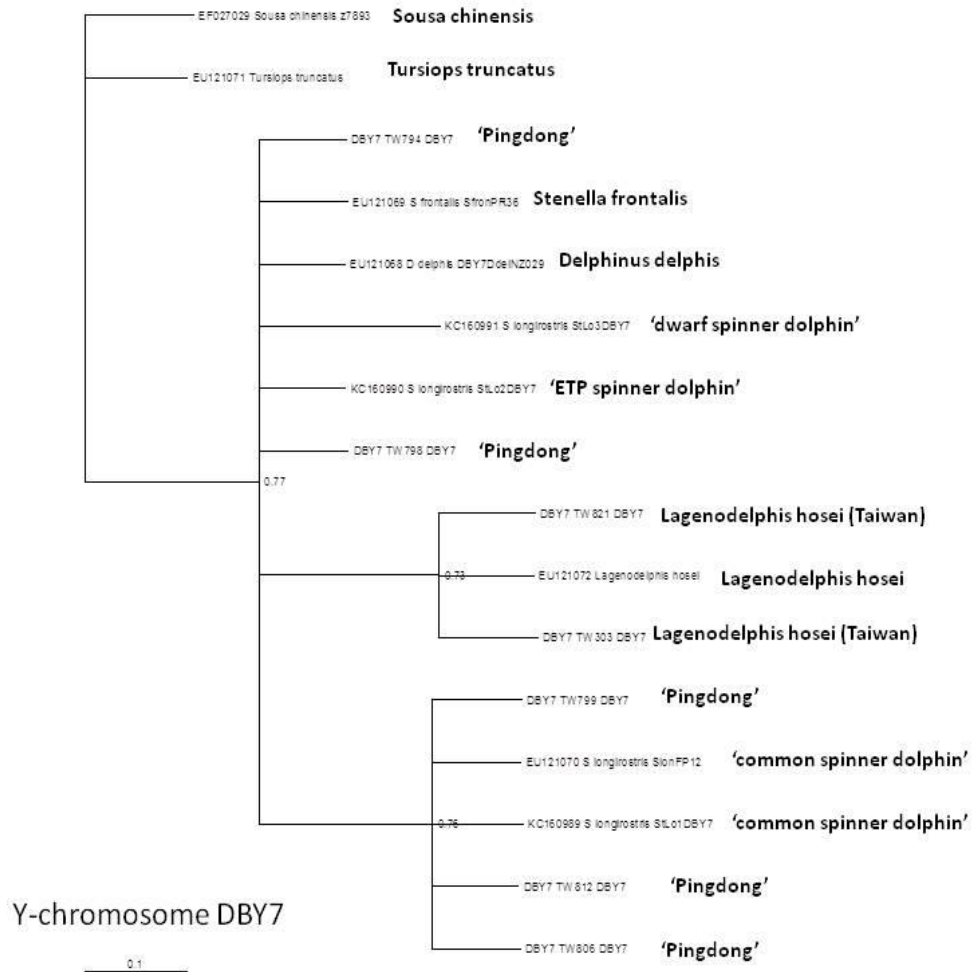 EF027029 Sousa chinensis z7893 Sousa chinensis
EU121071 Tursiops truncatus Tursiops truncatus
DBY7 TW794 DBY7 ‘Pingdong’
EU121069 S frontalis SfronPR36 Stenella frontalis
EU121068 D delphis DBY7DdelNZ029 Delphinus delphis
KC160991 S longirostris StLo3DBY7 ‘dwarf spinner dolphin’
KC160990 S longirostris StLo2DBY7 ‘ETP spinner dolphin’
DBY7 TW798 DBY7 ‘Pingdong’
0.77
DBY7 TW821 DBY7 Lagenodelphis hosei (Taiwan)
0.73 EU121072 Lagenodelphis hosei Lagenodelphis hosei
DBY7 TW303 DBY7 Lagenodelphis hosei (Taiwan)
DBY7 TW799 DBY7 ‘Pingdong’
EU121070 S longirostris SlonFP12 ‘common spinner dolphin’
0.76 KC160989 S longirostris StLo1DBY7 ‘common spinner dolphin’
DBY7 TW812 DBY7 ‘Pingdong’
DBY7 TW806 DBY7 ‘Pingdong’
Y-chromosome DBY7
0.1